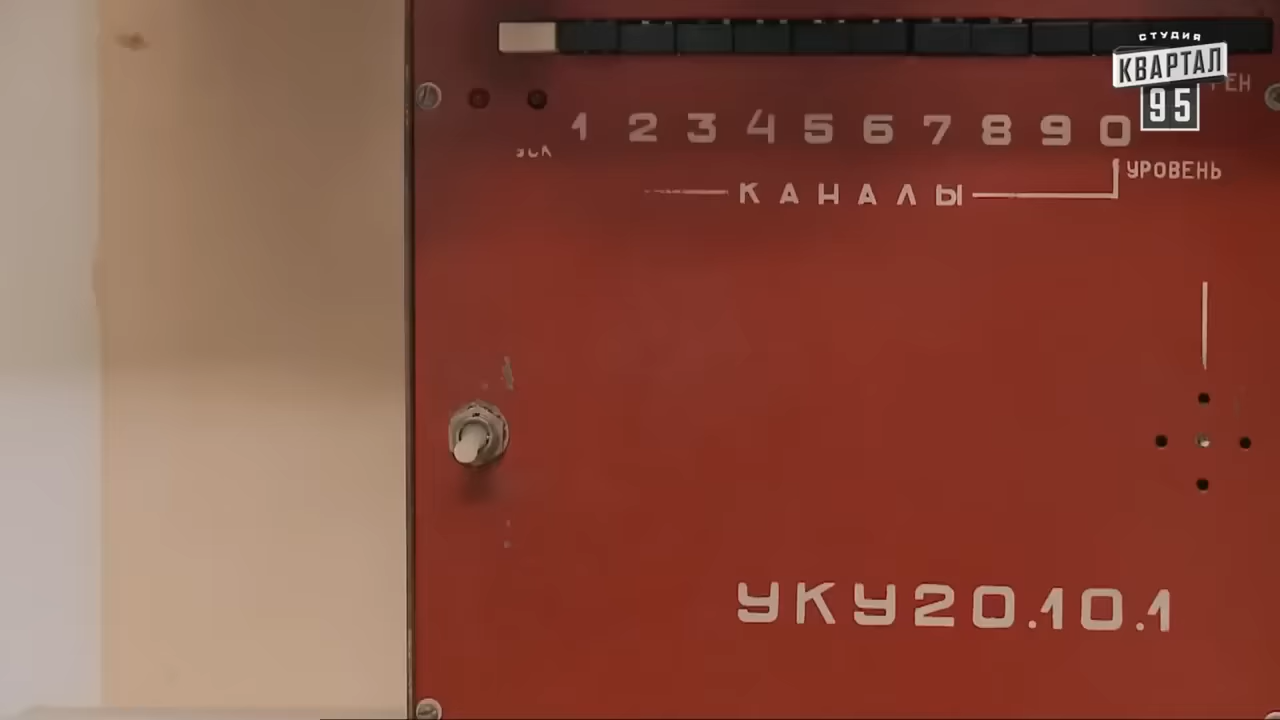 СТУДИЯ
КВАРТАЛ
95
1 2 3 4 5 6 7 8 9 0
УРОВЕНЬ
КАНАЛЫ
УКУ20.10.1